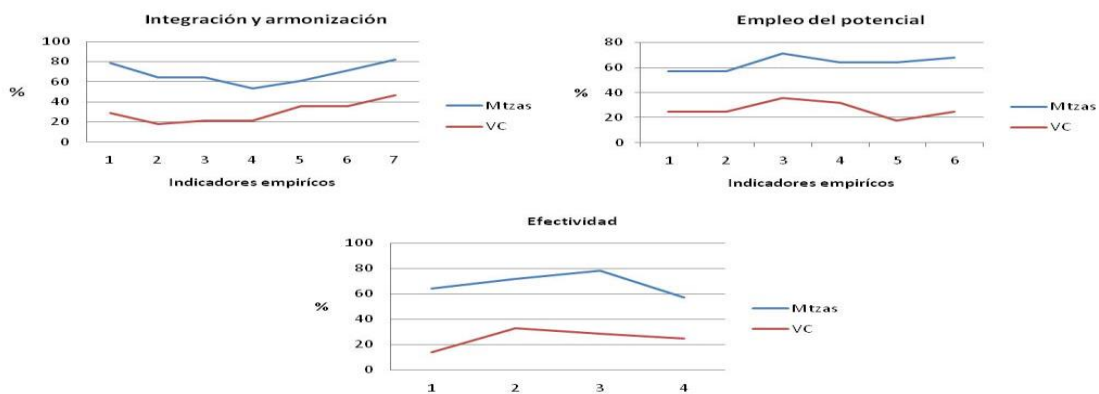 Integración y armonización
100
80
60
40
20
0
%
1 2 3 4 5 6 7
Indicadores empirícos
Mtzas
VC
Empleo del potencial
80
60
40
20
0
%
1 2 3 4 5 6
Indicadores empirícos
Mtzas
VC
Efectividad
100
80
60
40
20
0
%
1 2 3 4
Mtzas
VC